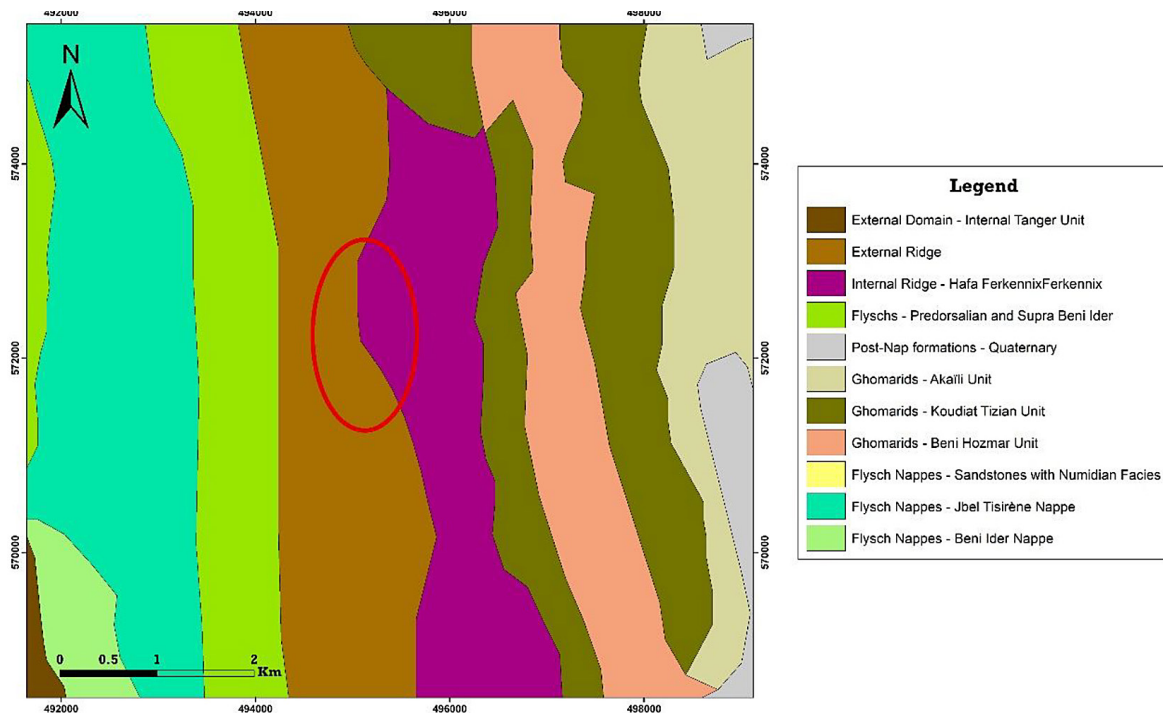 492000 494000 496000 498000
N
574000 574000
572000 572000
570000 570000
0 0.5 1 2
Km
492000 494000 496000 498000
Legend
External Domain - Internal Tanger Unit
External Ridge
Internal Ridge - Hafa FerkennixFerkennix
Flyschs - Predorsalian and Supra Beni Ider
Post-Nap formations - Quaternary
Ghomarids - Akaïli Unit
Ghomarids - Koudiat Tizian Unit
Ghomarids - Beni Hozmar Unit
Flysch Nappes - Sandstones with Numidian Facies
Flysch Nappes - Jbel Tisirène Nappe
Flysch Nappes - Beni Ider Nappe